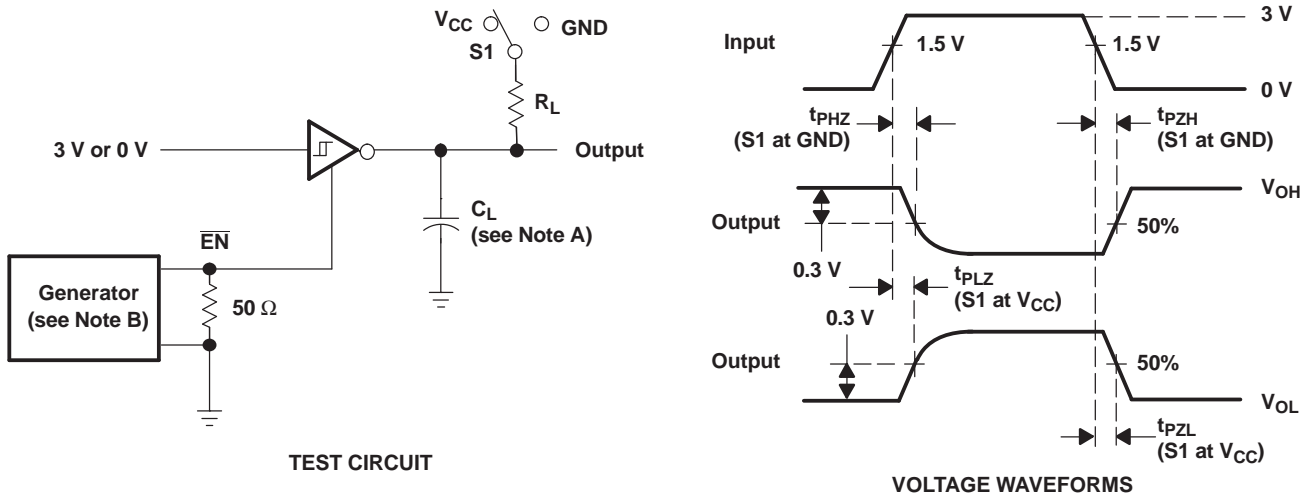 VCC
GND
S1
RL
3 V or 0 V
Output
CL
(see Note A)
EN
Generator
(see Note B)
50 Ω
TEST CIRCUIT
3 V
Input
1.5 V
1.5 V
0 V
tPHZ
(S1 at GND)
tPZH
(S1 at GND)
VOH
Output
50%
0.3 V
tPLZ
(S1 at VCC)
0.3 V
Output
50%
VOL
tPZL
(S1 at VCC)
VOLTAGE WAVEFORMS